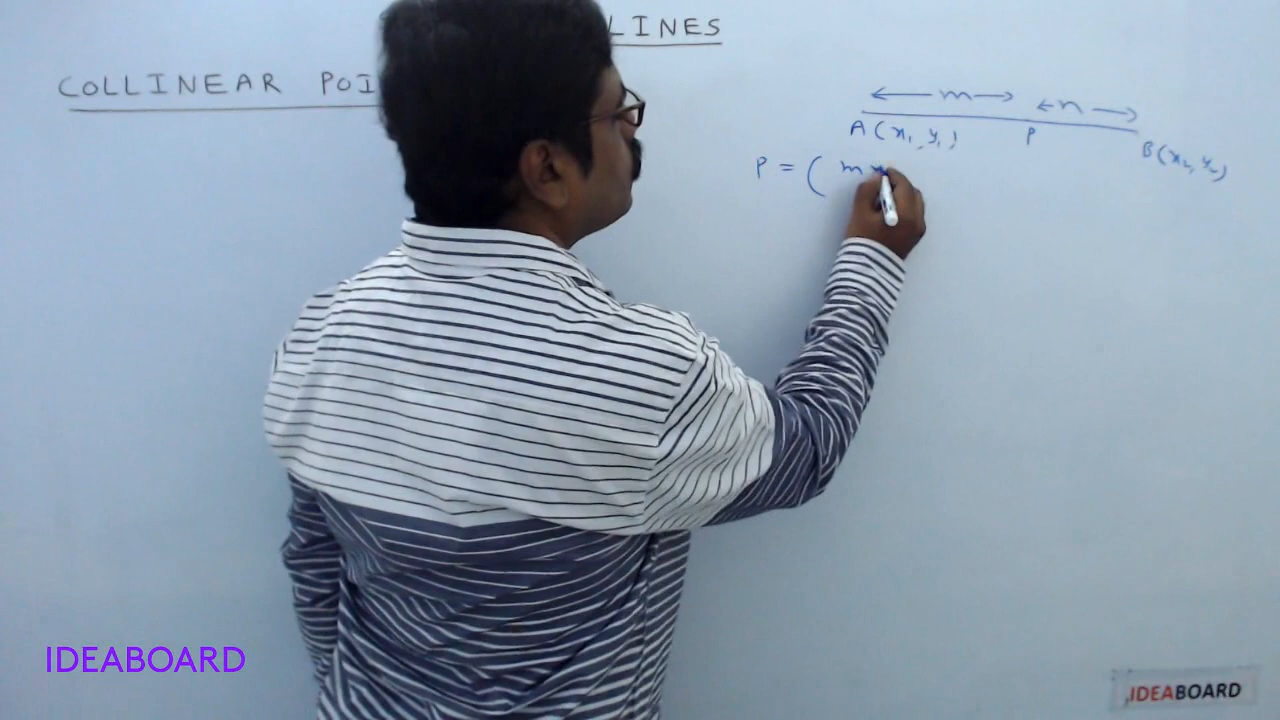 LINES
COLLINEAR POI
← m → ← n →
A (x₁, y₁) P B (x₂, y₂)
P = ( m x
IDEABOARD
IDEABOARD